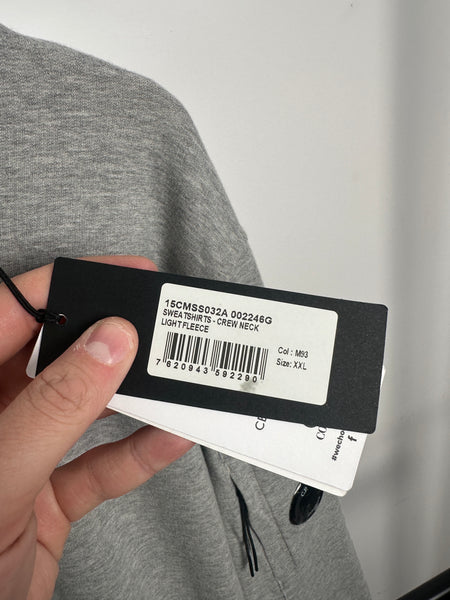 15CMSS032A 002246G
SWEATSHIRTS - CREW NECK
LIGHT FLEECE
Col : M93
Size: XXL
7 620943 592290